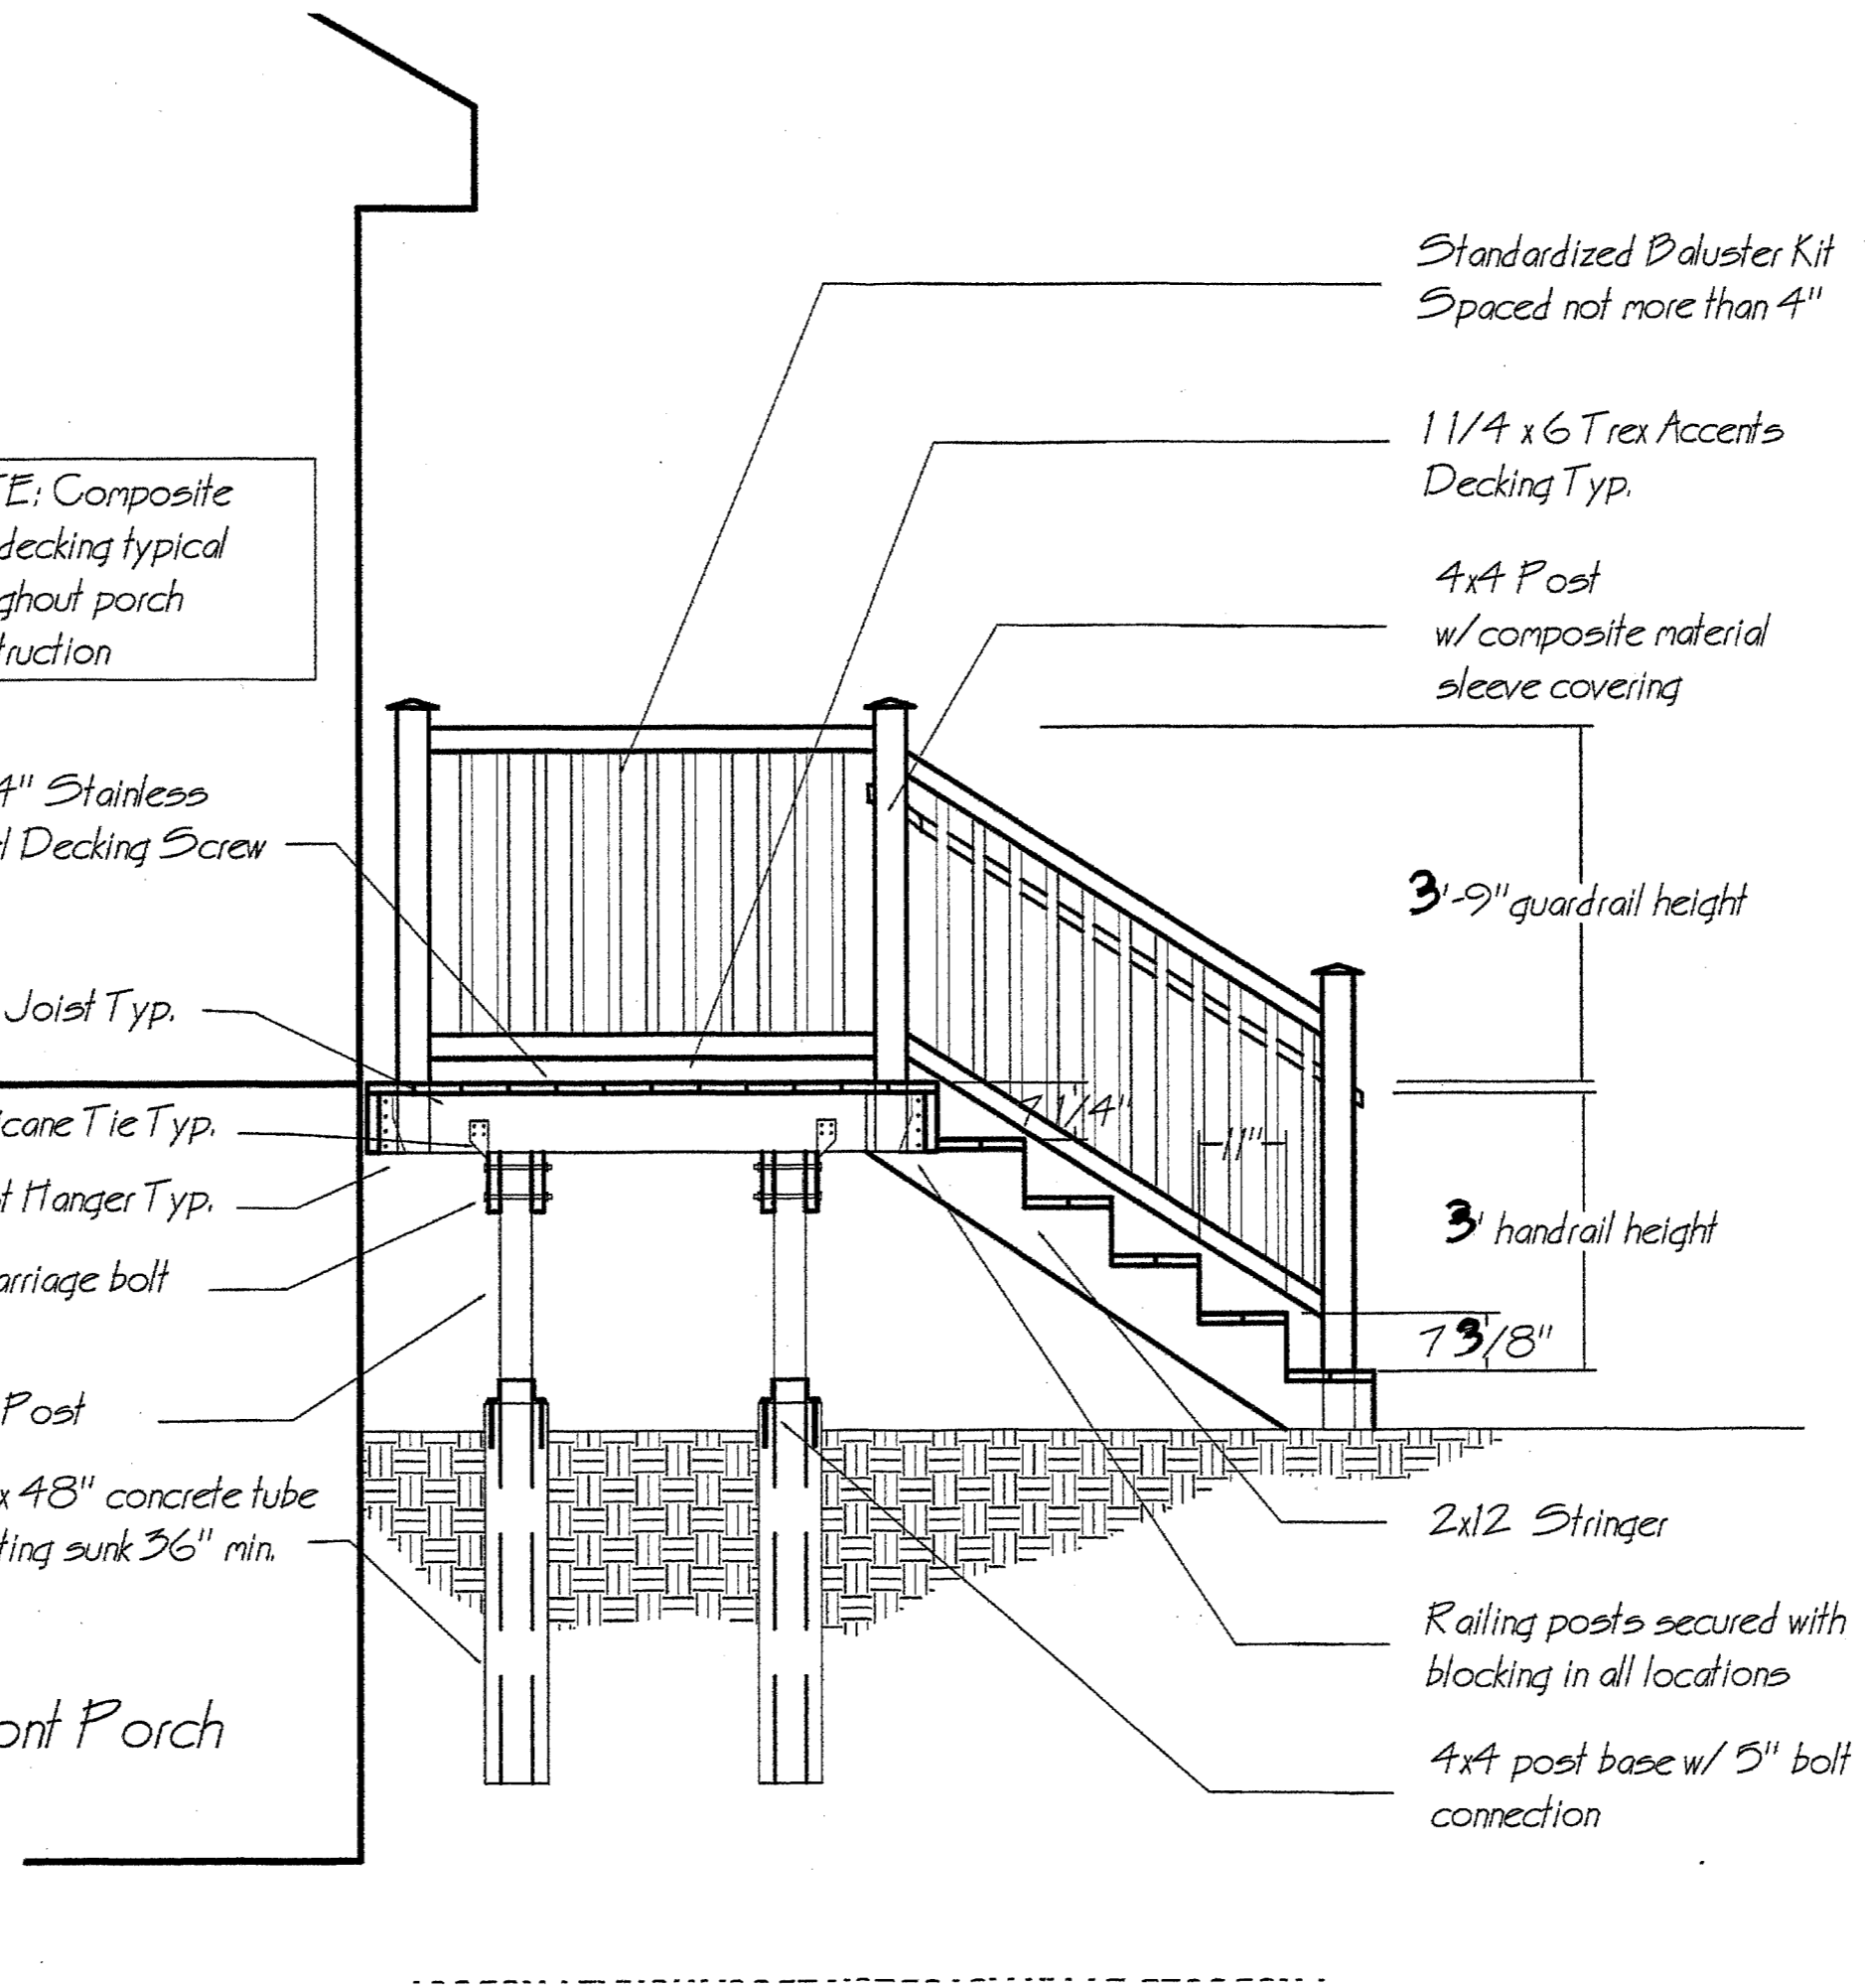 Standardized Baluster Kit
Spaced not more than 4"
1 1/4 x 6 Trex Accents
Decking Typ.
4x4 Post
w/composite material
sleeve covering
TE: Composite
decking typical
ghout porch
truction
4" Stainless
l Decking Screw
3'-9" guardrail height
Joist Typ.
cane Tie Typ.
7 1/4"
11"
t Hanger Typ.
3' handrail height
arriage bolt
7 3/8"
Post
x 48" concrete tube
ting sunk 36" min.
2x12 Stringer
Railing posts secured with
blocking in all locations
ont Porch
4x4 post base w/ 5" bolt
connection